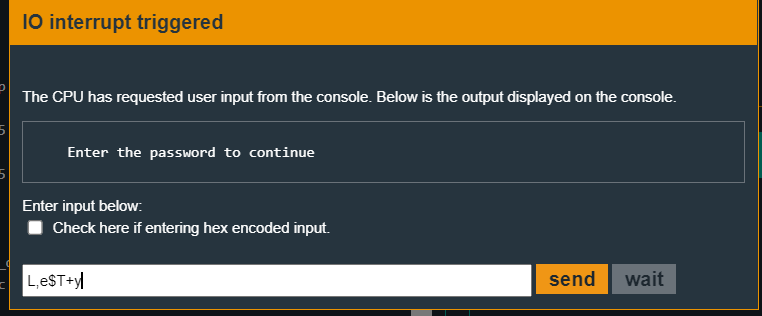 IO interrupt triggered
The CPU has requested user input from the console. Below is the output displayed on the console.
Enter the password to continue
Enter input below:
Check here if entering hex encoded input.
L,e$T+y
send wait